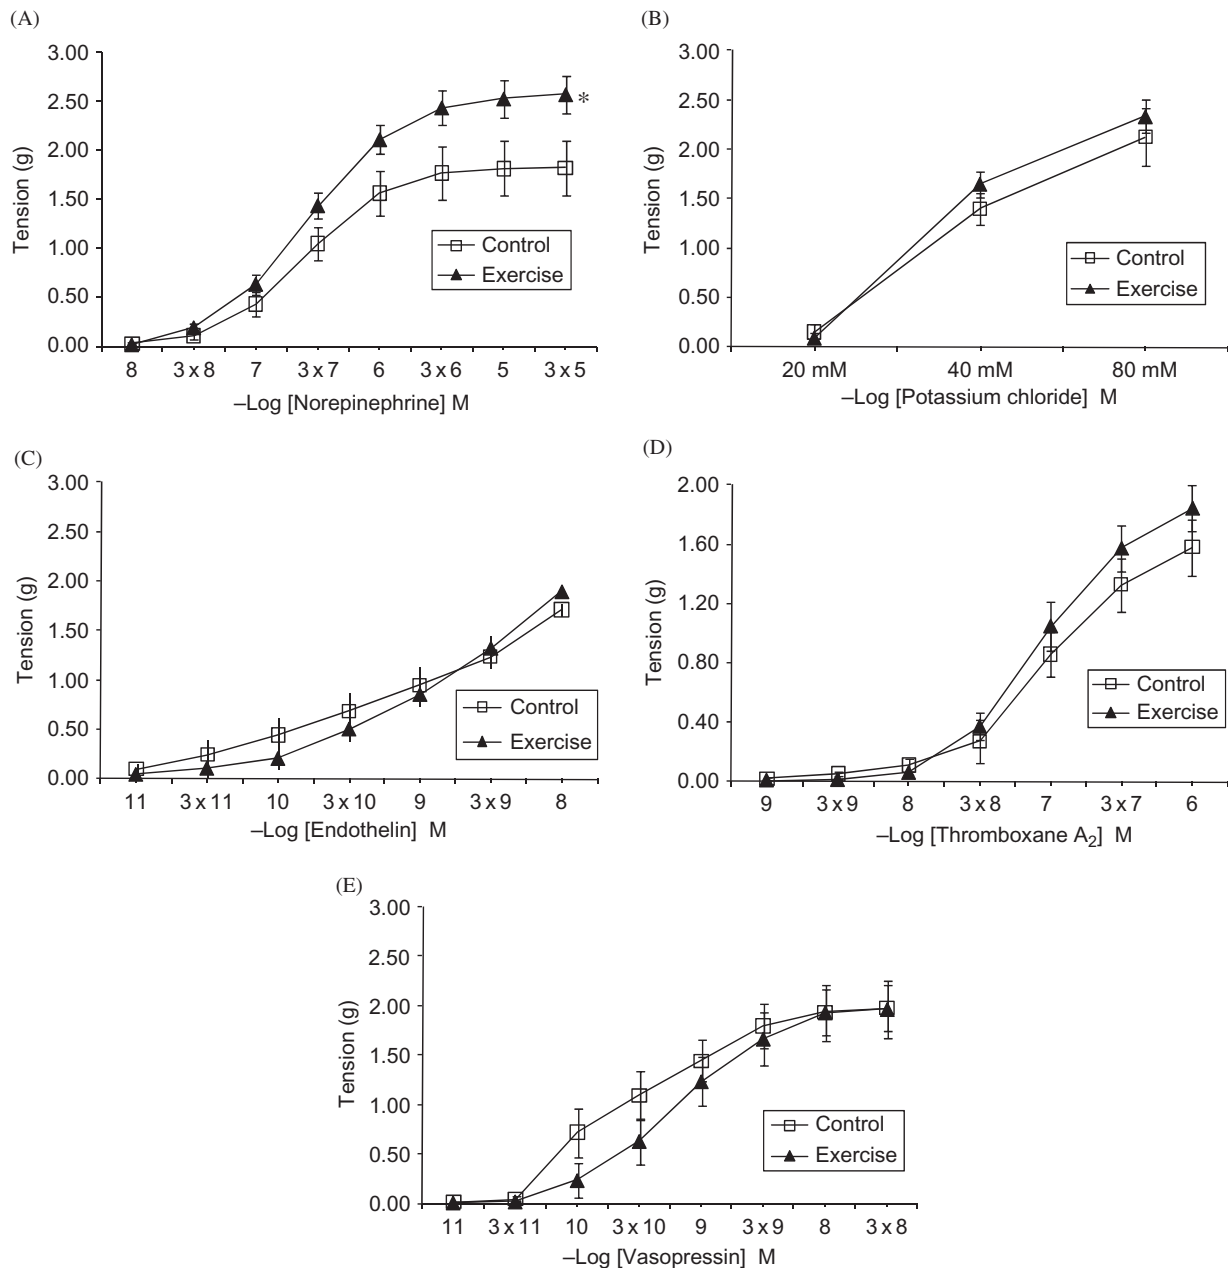 (A)
3.00
2.50
2.00
1.50
1.00
0.50
0.00
Tension (g)
*
Control
Exercise
8 3 x 8 7 3 x 7 6 3 x 6 5 3 x 5
–Log [Norepinephrine] M
(B)
3.00
2.50
2.00
1.50
1.00
0.50
0.00
Tension (g)
Control
Exercise
20 mM 40 mM 80 mM
–Log [Potassium chloride] M
(C)
3.00
2.50
2.00
1.50
1.00
0.50
0.00
Tension (g)
Control
Exercise
11 3 x 11 10 3 x 10 9 3 x 9 8
–Log [Endothelin] M
(D)
2.00
1.60
1.20
0.80
0.40
0.00
Tension (g)
Control
Exercise
9 3 x 9 8 3 x 8 7 3 x 7 6
–Log [Thromboxane A₂] M
(E)
3.00
2.50
2.00
1.50
1.00
0.50
0.00
Tension (g)
Control
Exercise
11 3 x 11 10 3 x 10 9 3 x 9 8 3 x 8
–Log [Vasopressin] M